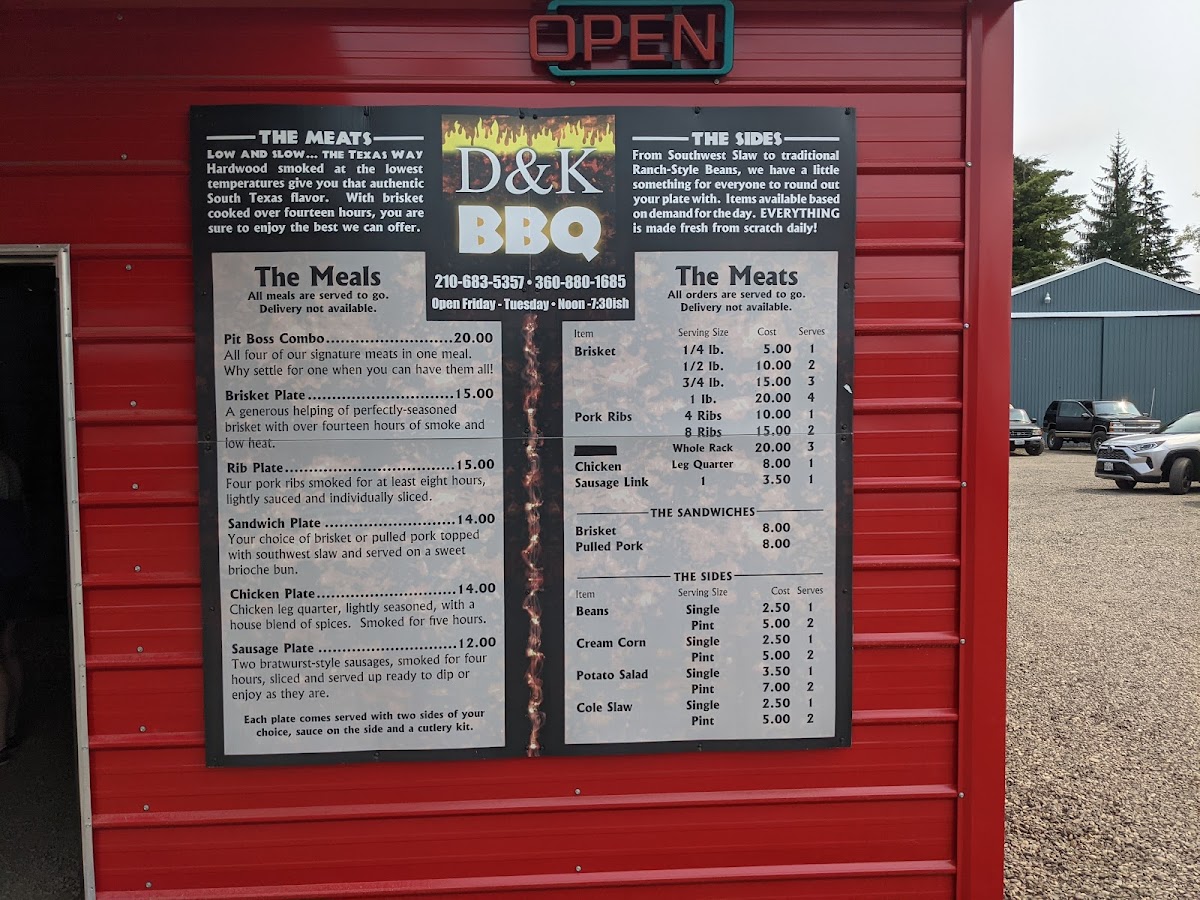 OPEN
THE MEATS
LOW AND SLOW... THE TEXAS WAY
Hardwood smoked at the lowest
temperatures give you that authentic
South Texas flavor. With brisket
cooked over fourteen hours, you are
sure to enjoy the best we can offer.
D&K
BBQ
210-683-5357 • 360-880-1685
Open Friday - Tuesday • Noon -7:30ish
THE SIDES
From Southwest Slaw to traditional
Ranch-Style Beans, we have a little
something for everyone to round out
your plate with. Items available based
on demand for the day. EVERYTHING
is made fresh from scratch daily!
The Meals
All meals are served to go.
Delivery not available.
Pit Boss Combo........................20.00
All four of our signature meats in one meal.
Why settle for one when you can have them all!
Brisket Plate............................15.00
A generous helping of perfectly-seasoned
brisket with over fourteen hours of smoke and
low heat.
Rib Plate.................................15.00
Four pork ribs smoked for at least eight hours,
lightly sauced and individually sliced.
Sandwich Plate .........................14.00
Your choice of brisket or pulled pork topped
with southwest slaw and served on a sweet
brioche bun.
Chicken Plate...........................14.00
Chicken leg quarter, lightly seasoned, with a
house blend of spices. Smoked for five hours.
Sausage Plate ...........................12.00
Two bratwurst-style sausages, smoked for four
hours, sliced and served up ready to dip or
enjoy as they are.
Each plate comes served with two sides of your
choice, sauce on the side and a cutlery kit.
The Meats
All orders are served to go.
Delivery not available.
Item Serving Size Cost Serves
Brisket 1/4 lb. 5.00 1
1/2 lb. 10.00 2
3/4 lb. 15.00 3
1 lb. 20.00 4
Pork Ribs 4 Ribs 10.00 1
8 Ribs 15.00 2
Whole Rack 20.00 3
Chicken Leg Quarter 8.00 1
Sausage Link 1 3.50 1
THE SANDWICHES
Brisket 8.00
Pulled Pork 8.00
THE SIDES
Item Serving Size Cost Serves
Beans Single 2.50 1
Pint 5.00 2
Cream Corn Single 2.50 1
Pint 5.00 2
Potato Salad Single 3.50 1
Pint 7.00 2
Cole Slaw Single 2.50 1
Pint 5.00 2